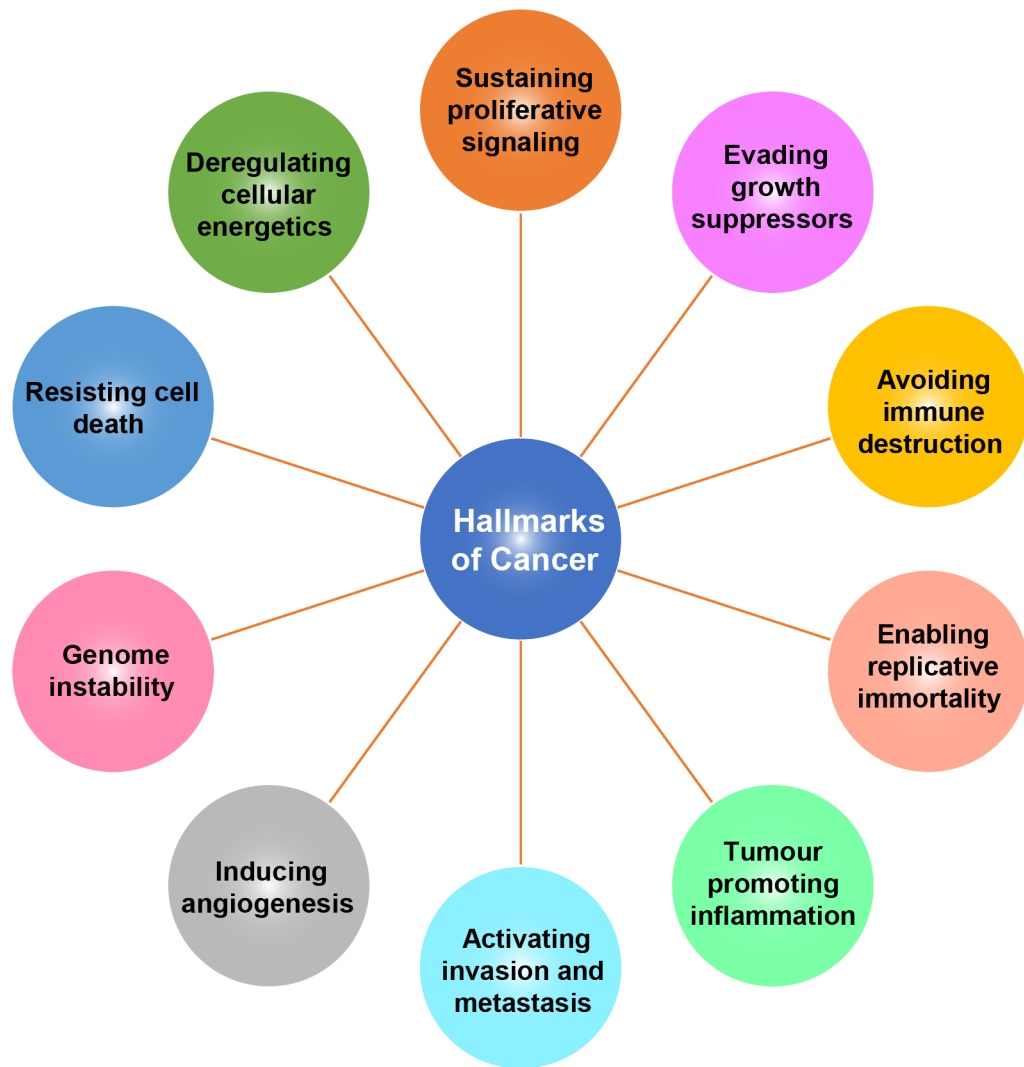 Sustaining
proliferative
signaling
Evading
growth
suppressors
Avoiding
immune
destruction
Enabling
replicative
immortality
Tumour
promoting
inflammation
Activating
invasion and
metastasis
Inducing
angiogenesis
Genome
instability
Resisting cell
death
Deregulating
cellular
energetics
Hallmarks
of Cancer